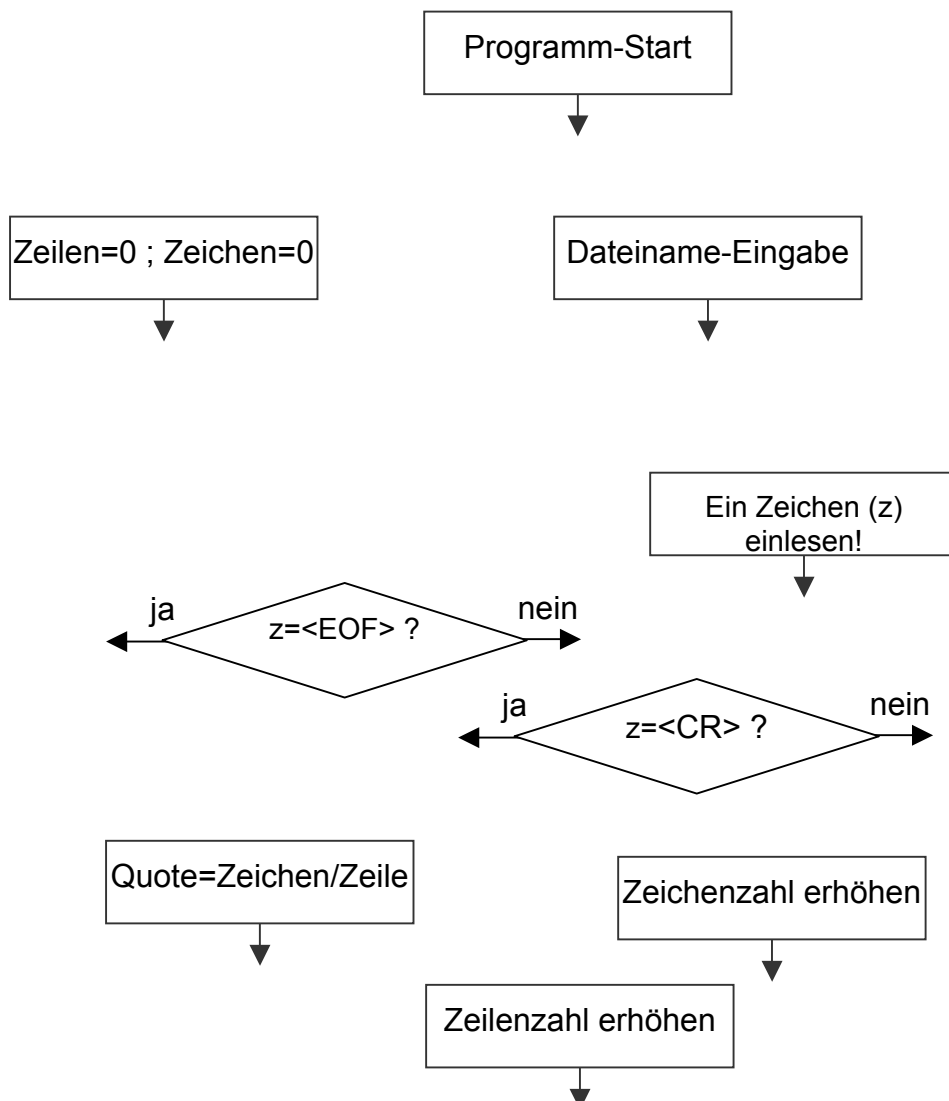 Programm-Start
Zeilen=0 ; Zeichen=0
Dateiname-Eingabe
Ein Zeichen (z)
einlesen!
ja
z=<EOF> ?
nein
ja
z=<CR> ?
nein
Quote=Zeichen/Zeile
Zeichenzahl erhöhen
Zeilenzahl erhöhen